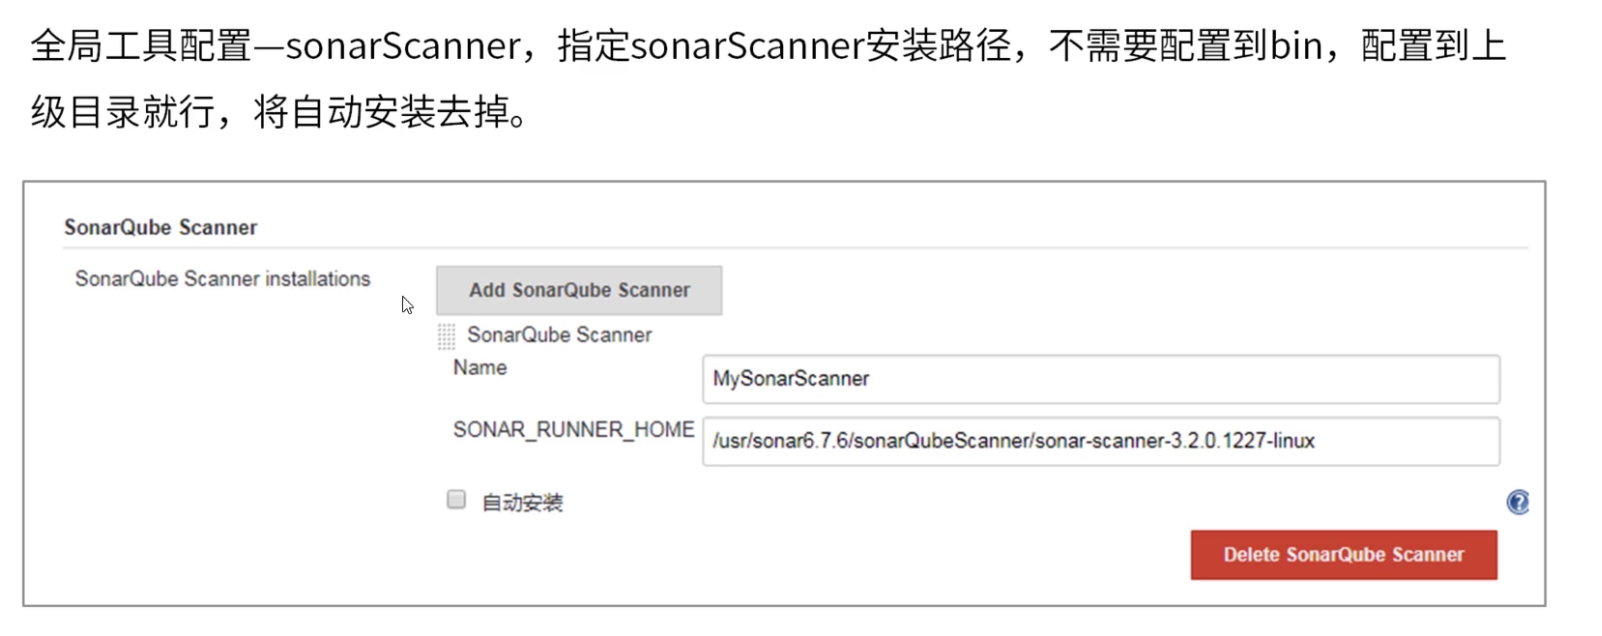 全局工具配置—sonarScanner，指定sonarScanner安装路径，不需要配置到bin，配置到上
级目录就行，将自动安装去掉。
SonarQube Scanner
SonarQube Scanner installations
Add SonarQube Scanner
SonarQube Scanner
Name
MySonarScanner
SONAR_RUNNER_HOME
/usr/sonar6.7.6/sonarQubeScanner/sonar-scanner-3.2.0.1227-linux
自动安装
?
Delete SonarQube Scanner